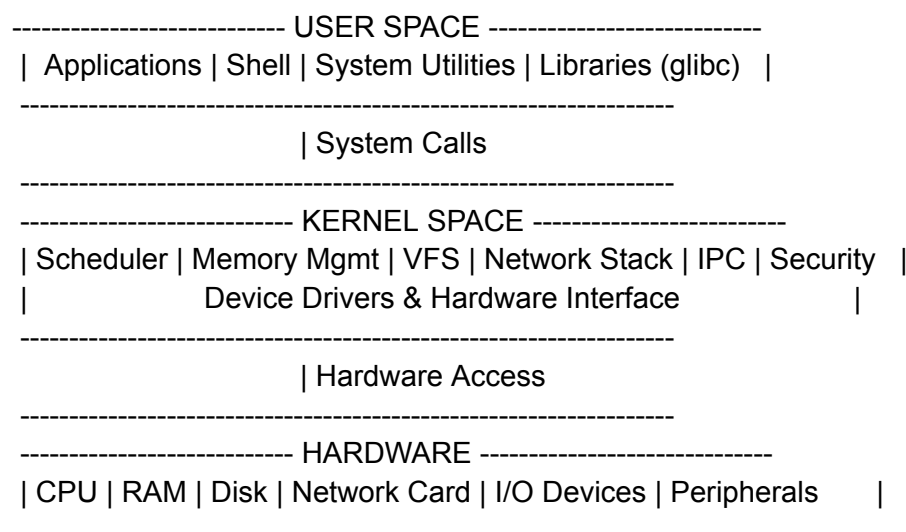 ---------------------------- USER SPACE ----------------------------
| Applications | Shell | System Utilities | Libraries (glibc) |
-------------------------------------------------------------------
| System Calls
-------------------------------------------------------------------
---------------------------- KERNEL SPACE --------------------------
| Scheduler | Memory Mgmt | VFS | Network Stack | IPC | Security |
| Device Drivers & Hardware Interface |
-------------------------------------------------------------------
| Hardware Access
-------------------------------------------------------------------
---------------------------- HARDWARE ------------------------------
| CPU | RAM | Disk | Network Card | I/O Devices | Peripherals |